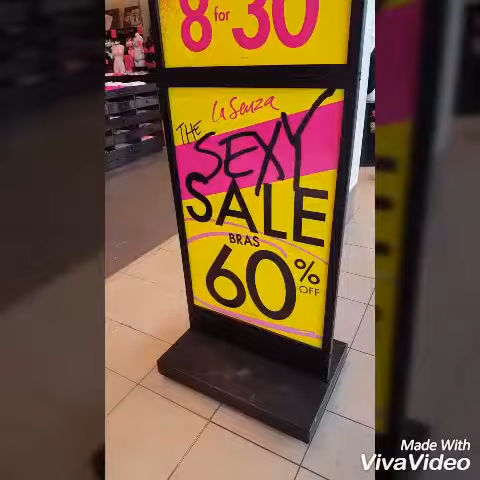 8 for 30
la Senza
THE
SEXY
SALE
BRAS
60% OFF
Made With
VivaVideo